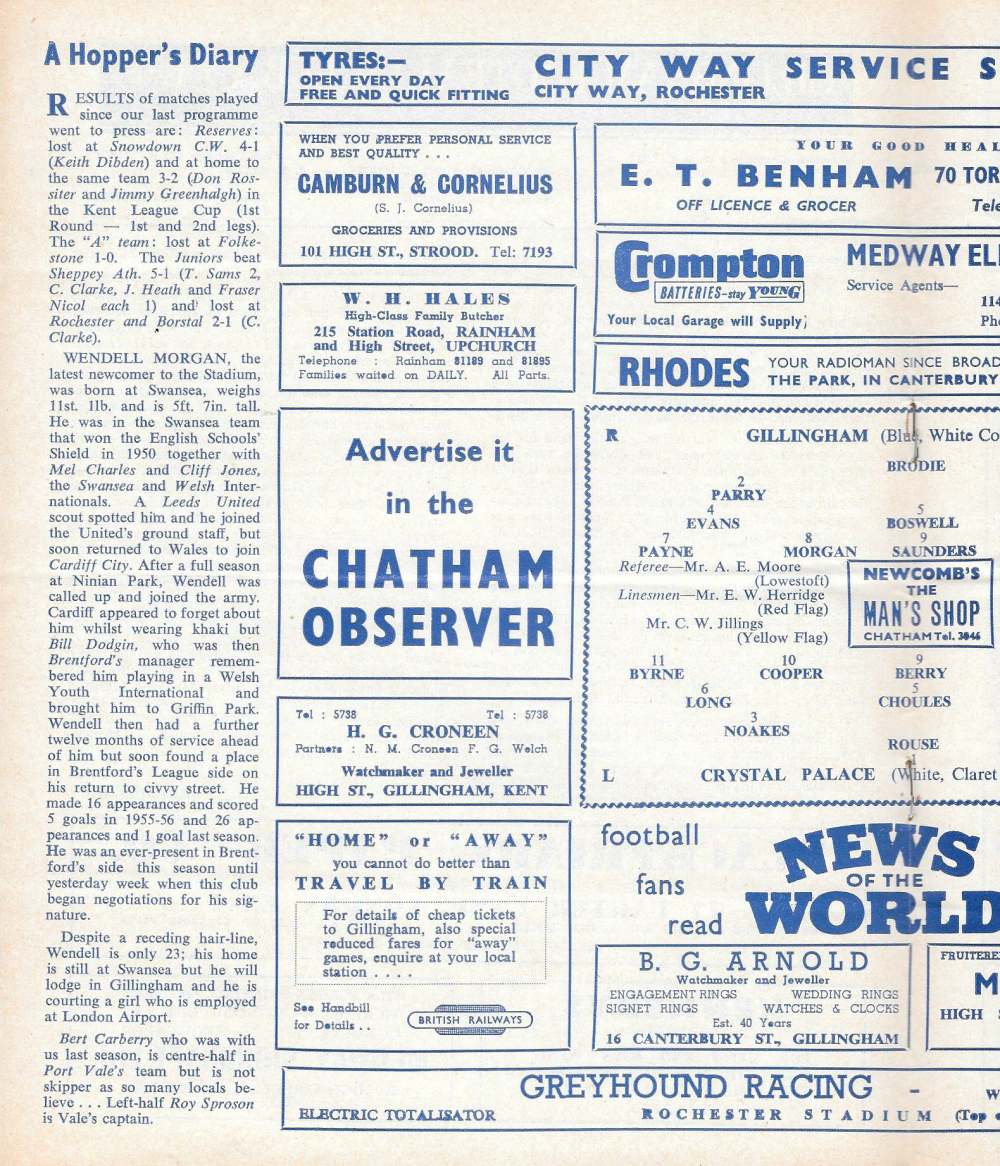 A Hopper's Diary
RESULTS of matches played
since our last programme
went to press are: Reserves:
lost at Snowdown C.W. 4-1
(Keith Dibden) and at home to
the same team 3-2 (Don Ros-
siter and Jimmy Greenhalgh) in
the Kent League Cup (1st
Round — 1st and 2nd legs).
The "A" team: lost at Folke-
stone 1-0. The Juniors beat
Sheppey Ath. 5-1 (T. Sams 2,
C. Clarke, J. Heath and Fraser
Nicol each 1) and lost at
Rochester and Borstal 2-1 (C.
Clarke).
WENDELL MORGAN, the
latest newcomer to the Stadium,
was born at Swansea, weighs
11st. 1lb. and is 5ft. 7in. tall.
He was in the Swansea team
that won the English Schools'
Shield in 1950 together with
Mel Charles and Cliff Jones,
the Swansea and Welsh Inter-
nationals. A Leeds United
scout spotted him and he joined
the United's ground staff, but
soon returned to Wales to join
Cardiff City. After a full season
at Ninian Park, Wendell was
called up and joined the army.
Cardiff appeared to forget about
him whilst wearing khaki but
Bill Dodgin, who was then
Brentford's manager remem-
bered him playing in a Welsh
Youth International and
brought him to Griffin Park.
Wendell then had a further
twelve months of service ahead
of him but soon found a place
in Brentford's League side on
his return to civvy street. He
made 16 appearances and scored
5 goals in 1955-56 and 26 ap-
pearances and 1 goal last season.
He was an ever-present in Brent-
ford's side this season until
yesterday week when this club
began negotiations for his sig-
nature.
Despite a receding hair-line,
Wendell is only 23; his home
is still at Swansea but he will
lodge in Gillingham and he is
courting a girl who is employed
at London Airport.
Bert Carberry who was with
us last season, is centre-half in
Port Vale's team but is not
skipper as so many locals be-
lieve . . . Left-half Roy Sproson
is Vale's captain.
TYRES:—
OPEN EVERY DAY
FREE AND QUICK FITTING
CITY WAY SERVICE S
CITY WAY, ROCHESTER
WHEN YOU PREFER PERSONAL SERVICE
AND BEST QUALITY . . .
CAMBURN & CORNELIUS
(S. J. Cornelius)
GROCERIES AND PROVISIONS
101 HIGH ST., STROOD. Tel: 7193
W. H. HALES
High-Class Family Butcher
215 Station Road, RAINHAM
and High Street, UPCHURCH
Telephone : Rainham 81189 and 81895
Families waited on DAILY. All Parts.
Advertise it
in the
CHATHAM
OBSERVER
Tel : 5738 Tel : 5738
H. G. CRONEEN
Partners : N. M. Croneen F. G. Welch
Watchmaker and Jeweller
HIGH ST., GILLINGHAM, KENT
"HOME" or "AWAY"
you cannot do better than
TRAVEL BY TRAIN
For details of cheap tickets
to Gillingham, also special
reduced fares for "away"
games, enquire at your local
station . . . .
See Handbill
for Details . .
BRITISH RAILWAYS
YOUR GOOD HEAL
E. T. BENHAM 70 TOR
OFF LICENCE & GROCER Tele
Crompton
BATTERIES-stay YOUNG
Your Local Garage will Supply;
MEDWAY EL
Service Agents—
114
Pho
RHODES
YOUR RADIOMAN SINCE BROAD
THE PARK, IN CANTERBURY
R GILLINGHAM (Blue, White Co
BRODIE
2
PARRY
4 5
EVANS BOSWELL
7 8 9
PAYNE MORGAN SAUNDERS
Referee—Mr. A. E. Moore
(Lowestoft)
Linesmen—Mr. E. W. Herridge
(Red Flag)
Mr. C. W. Jillings
(Yellow Flag)
NEWCOMB'S
THE
MAN'S SHOP
CHATHAM Tel. 3846
11 10 9
BYRNE COOPER BERRY
6 5
LONG CHOULES
3
NOAKES
ROUSE
1
L CRYSTAL PALACE (White, Claret
football
fans
read
NEWS
OF THE
WORLD
B. G. ARNOLD
Watchmaker and Jeweller
ENGAGEMENT RINGS WEDDING RINGS
SIGNET RINGS WATCHES & CLOCKS
Est. 40 Years
16 CANTERBURY ST., GILLINGHAM
FRUITERE
M
HIGH S
GREYHOUND RACING - W
ELECTRIC TOTALISATOR ROCHESTER STADIUM (Top o